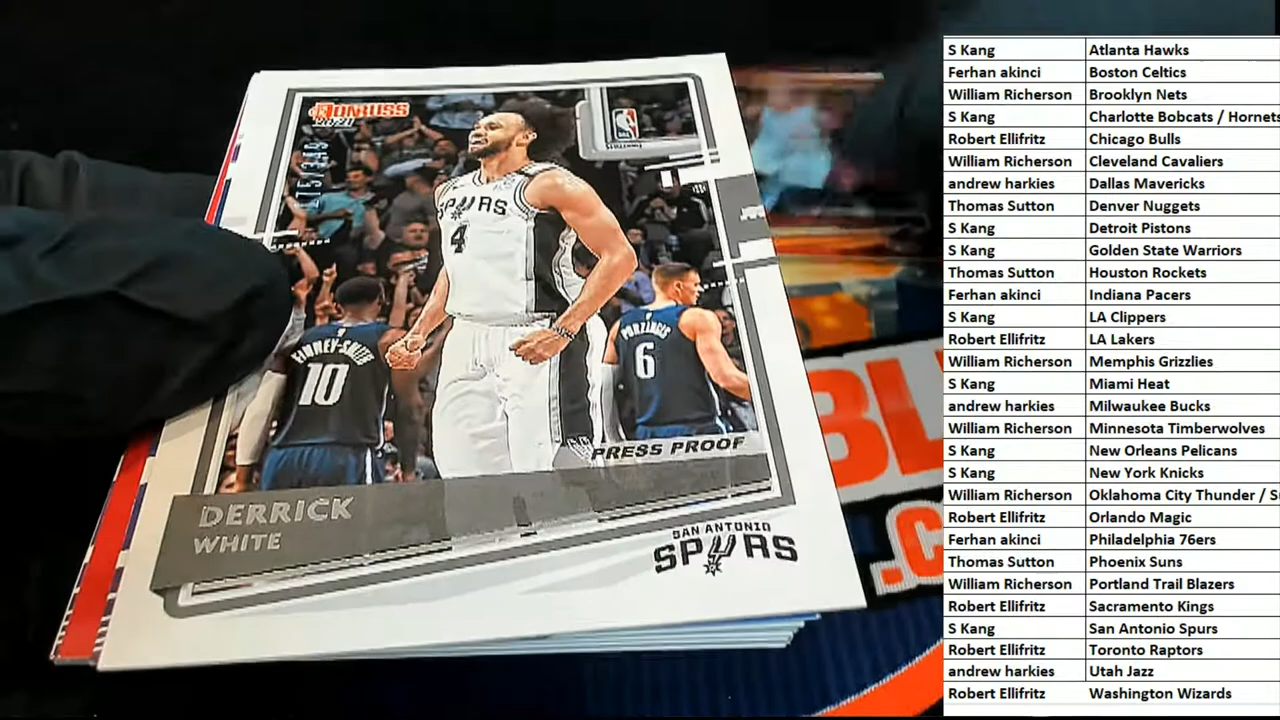 DONRUSS
2021
175/349
SPURS
4
FINNEY-SMITH
10
PORZINGIS
6
PRESS PROOF
DERRICK
WHITE
SAN ANTONIO
SPURS
BL
.C
S Kang Atlanta Hawks
Ferhan akinci Boston Celtics
William Richerson Brooklyn Nets
S Kang Charlotte Bobcats / Hornets
Robert Ellifritz Chicago Bulls
William Richerson Cleveland Cavaliers
andrew harkies Dallas Mavericks
Thomas Sutton Denver Nuggets
S Kang Detroit Pistons
S Kang Golden State Warriors
Thomas Sutton Houston Rockets
Ferhan akinci Indiana Pacers
S Kang LA Clippers
Robert Ellifritz LA Lakers
William Richerson Memphis Grizzlies
S Kang Miami Heat
andrew harkies Milwaukee Bucks
William Richerson Minnesota Timberwolves
S Kang New Orleans Pelicans
S Kang New York Knicks
William Richerson Oklahoma City Thunder / S
Robert Ellifritz Orlando Magic
Ferhan akinci Philadelphia 76ers
Thomas Sutton Phoenix Suns
William Richerson Portland Trail Blazers
Robert Ellifritz Sacramento Kings
S Kang San Antonio Spurs
Robert Ellifritz Toronto Raptors
andrew harkies Utah Jazz
Robert Ellifritz Washington Wizards